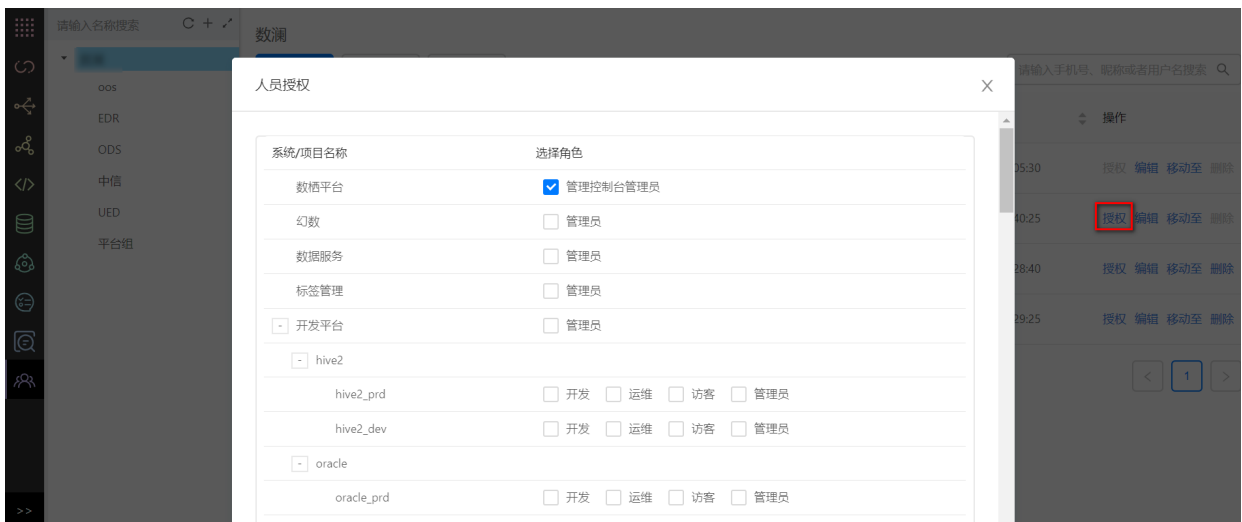 请输入名称搜索
数澜
请输入手机号、昵称或者用户名搜索
oos
EDR
ODS
中信
UED
平台组
人员授权
系统/项目名称 选择角色
数栖平台 管理控制台管理员
幻数 管理员
数据服务 管理员
标签管理 管理员
- 开发平台 管理员
- hive2
hive2_prd 开发 运维 访客 管理员
hive2_dev 开发 运维 访客 管理员
- oracle
oracle_prd 开发 运维 访客 管理员
操作
05:30 授权 编辑 移动至 删除
40:25 授权 编辑 移动至 删除
28:40 授权 编辑 移动至 删除
29:25 授权 编辑 移动至 删除
< 1 >
>>